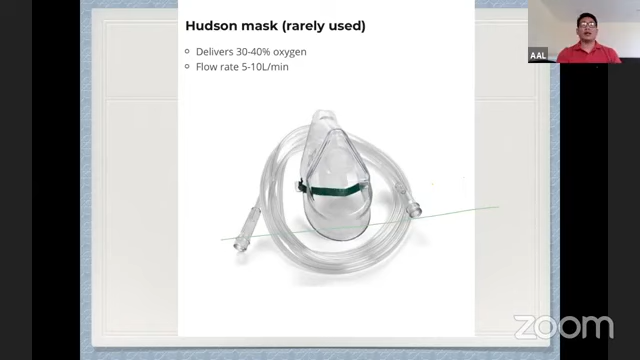 Hudson mask (rarely used)
Delivers 30-40% oxygen
Flow rate 5-10L/min
AAL
zoom